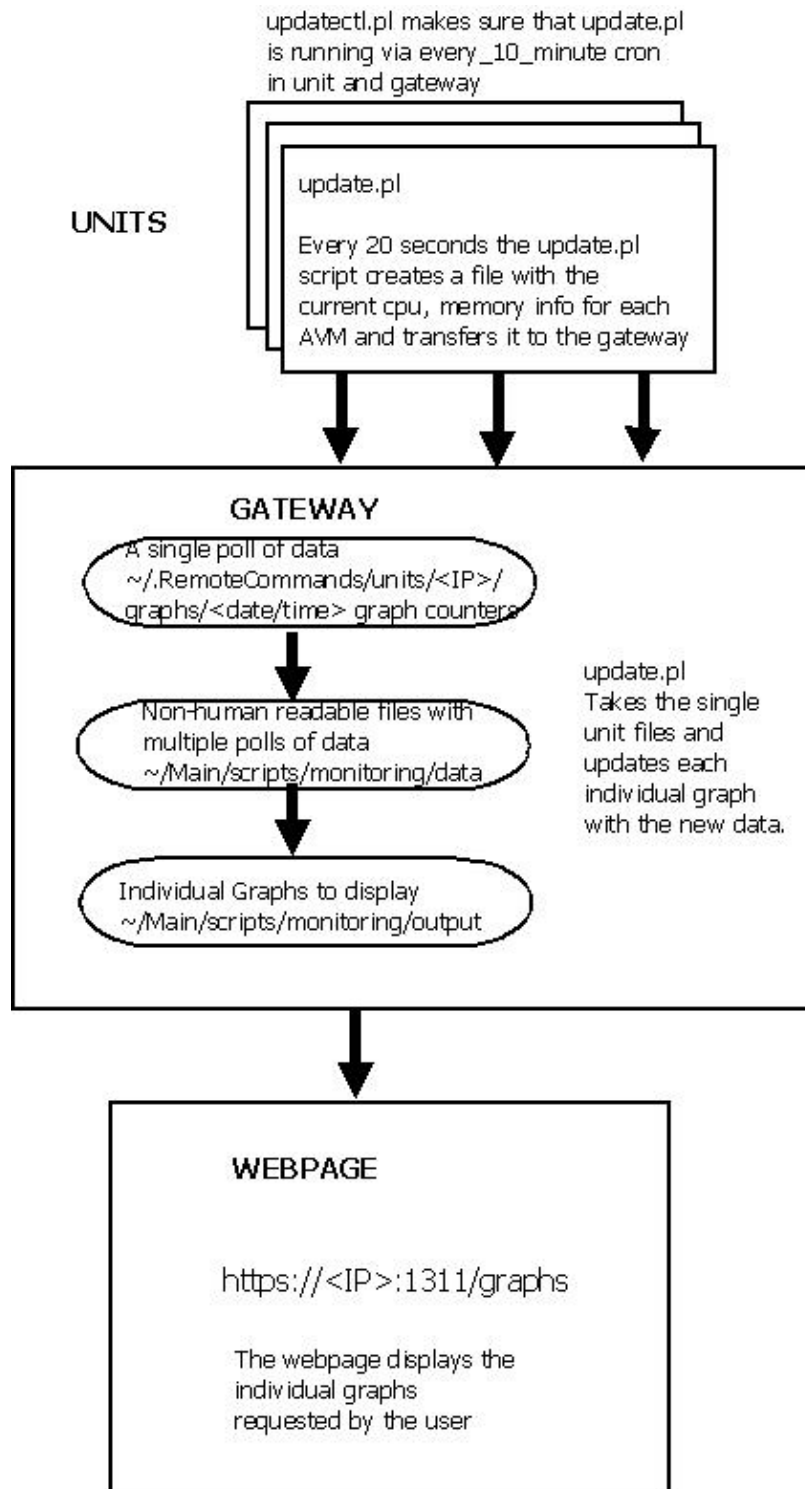 updatectl.pl makes sure that update.pl
is running via every_10_minute cron
in unit and gateway
UNITS
update.pl
Every 20 seconds the update.pl
script creates a file with the
current cpu, memory info for each
AVM and transfers it to the gateway
GATEWAY
A single poll of data
~/.RemoteCommands/units/<IP>/
graphs/<date/time> graph counters
Non-human readable files with
multiple polls of data
~/Main/scripts/monitoring/data
Individual Graphs to display
~/Main/scripts/monitoring/output
update.pl
Takes the single
unit files and
updates each
individual graph
with the new data.
WEBPAGE
https://<IP>:1311/graphs
The webpage displays the
individual graphs
requested by the user